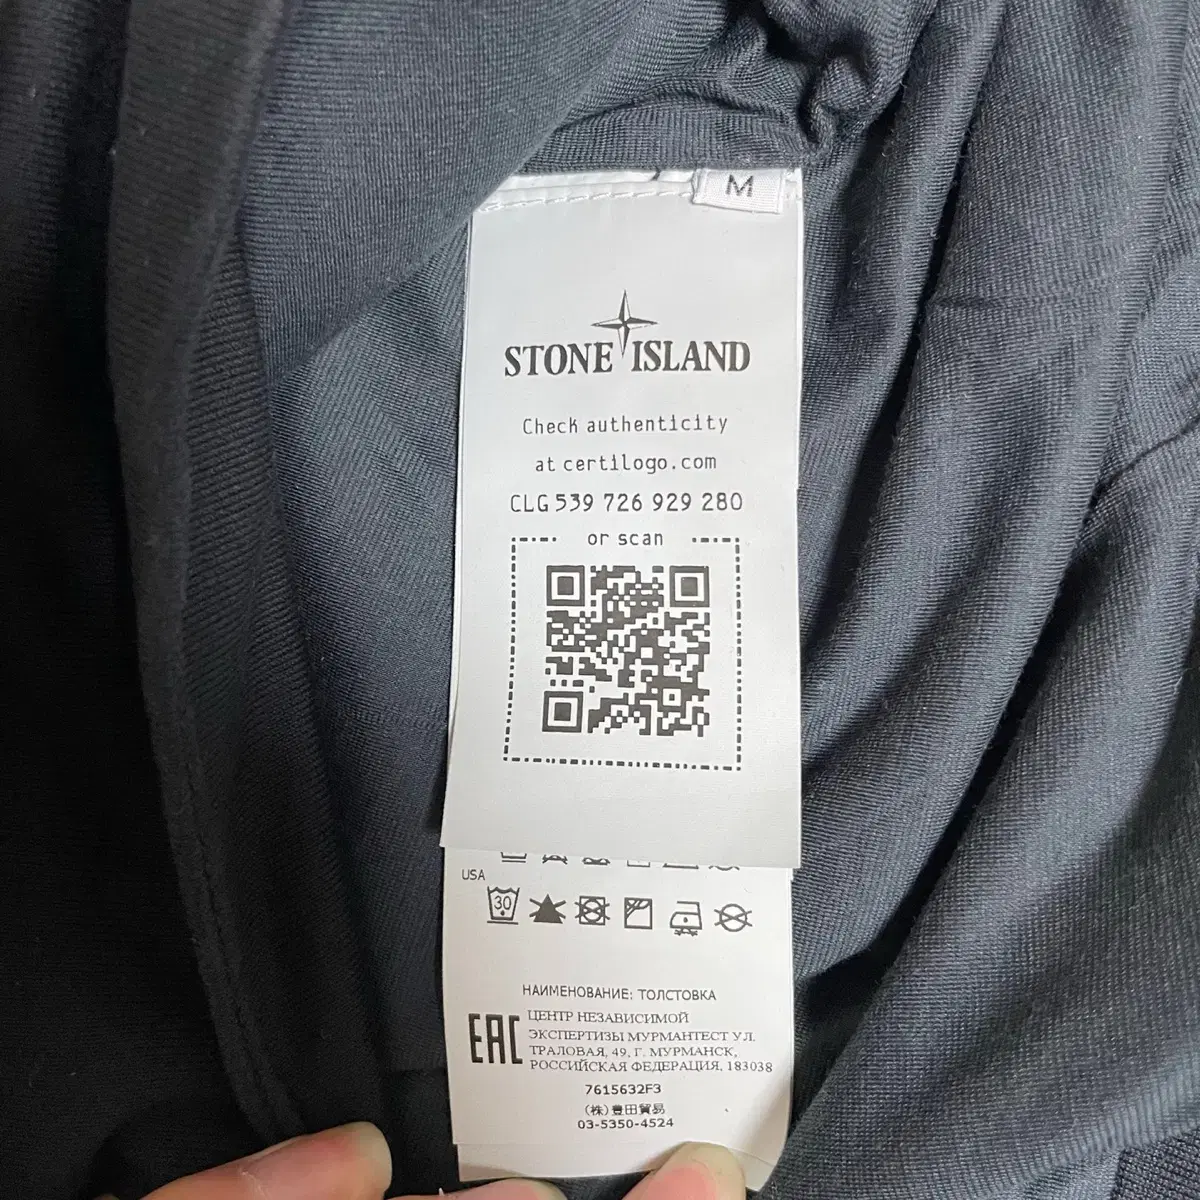 M
STONE ISLAND
Check authenticity
at certilogo.com
CLG 539 726 929 280
or scan
USA
30
НАИМЕНОВАНИЕ: ТОЛСТОВКА
EAC
ЦЕНТР НЕЗАВИСИМОЙ
ЭКСПЕРТИЗЫ МУРМАНТЕСТ УЛ.
ТРАЛОВАЯ, 49, Г. МУРМАНСК,
РОССИЙСКАЯ ФЕДЕРАЦИЯ, 183038
7615632F3
(株)豊田貿易
03-5350-4524